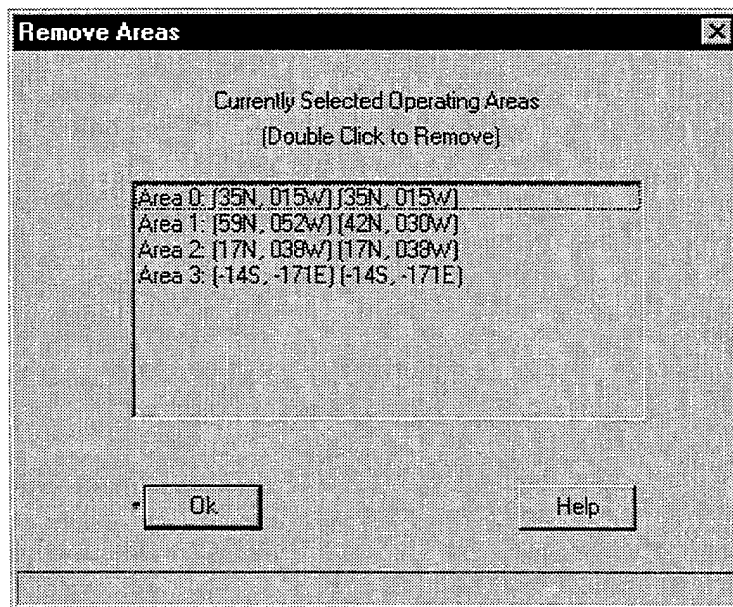 Remove Areas
Currently Selected Operating Areas
(Double Click to Remove)
Area 0: (35N, 015W) (35N, 015W)
Area 1: (59N, 052W) (42N, 030W)
Area 2: (17N, 038W) (17N, 038W)
Area 3: (-14S, -171E) (-14S, -171E)
Ok
Help